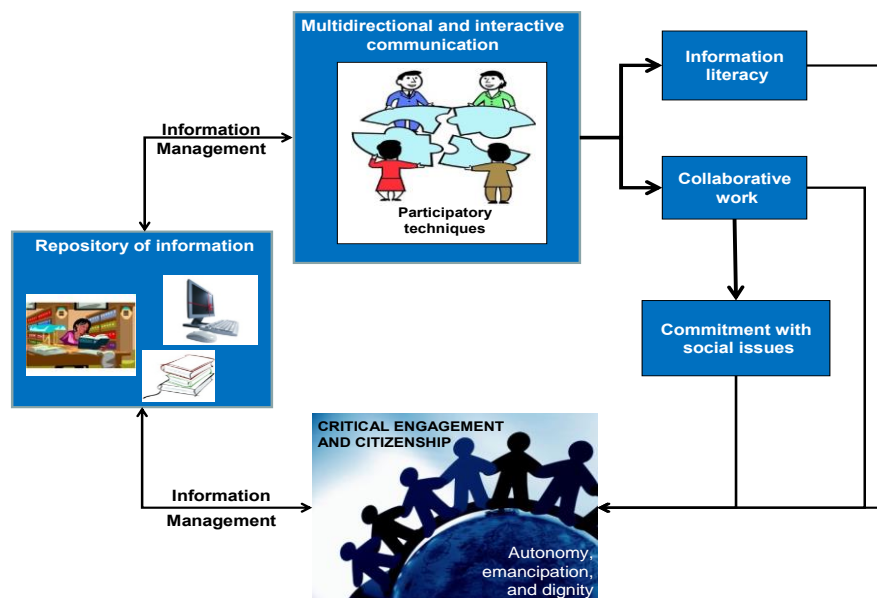 Multidirectional and interactive
communication
Participatory
techniques
Information
literacy
Collaborative
work
Commitment with
social issues
Information
Management
Repository of information
Information
Management
CRITICAL ENGAGEMENT
AND CITIZENSHIP
Autonomy,
emancipation,
and dignity